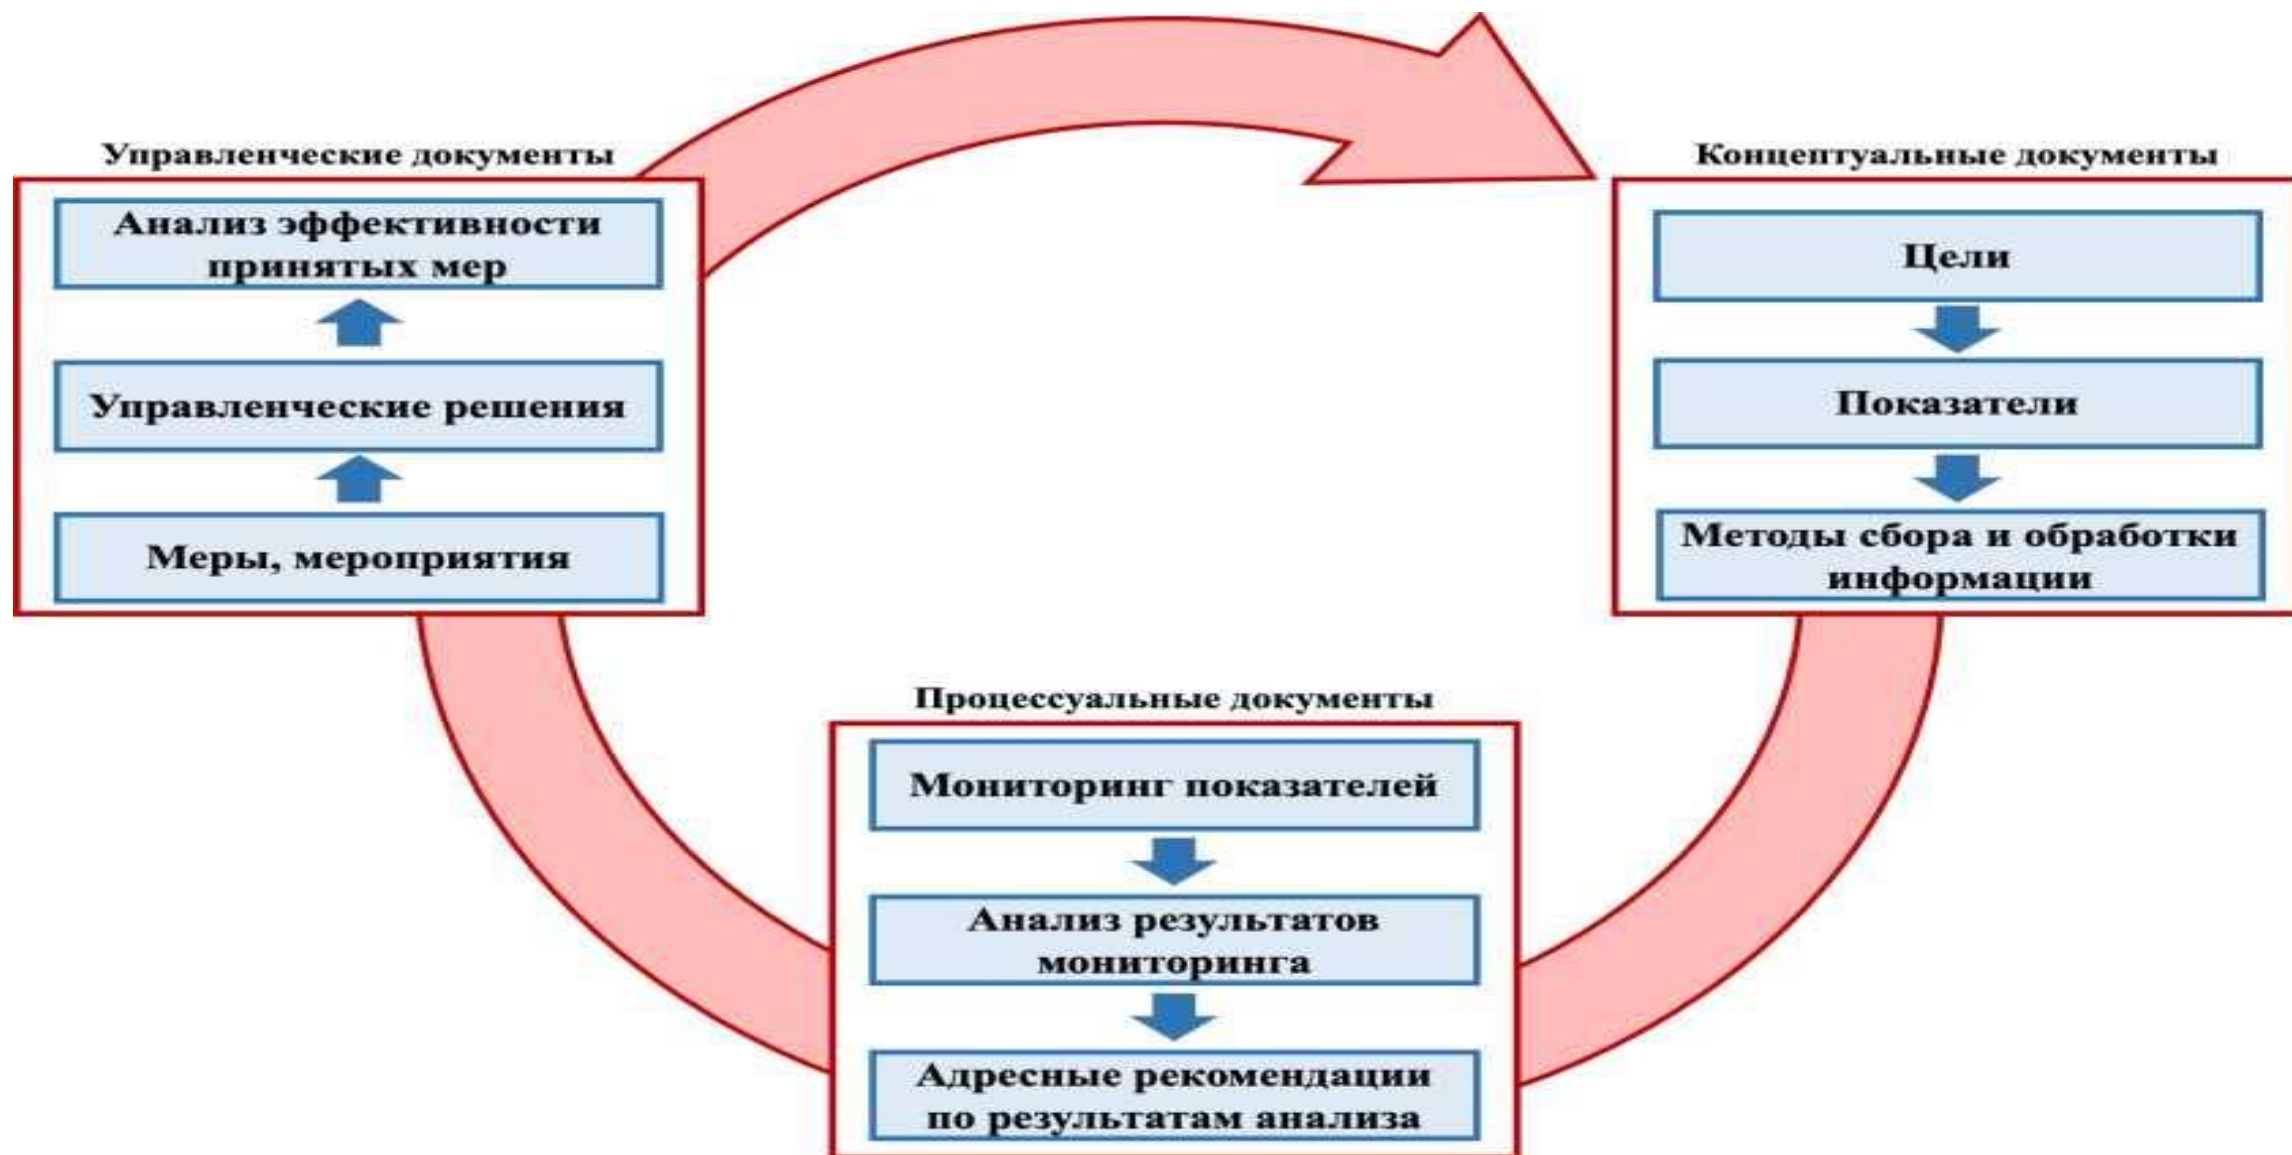 Управленческие документы
Анализ эффективности
принятых мер
Управленческие решения
Меры, мероприятия
Концептуальные документы
Цели
Показатели
Методы сбора и обработки
информации
Процессуальные документы
Мониторинг показателей
Анализ результатов
мониторинга
Адресные рекомендации
по результатам анализа